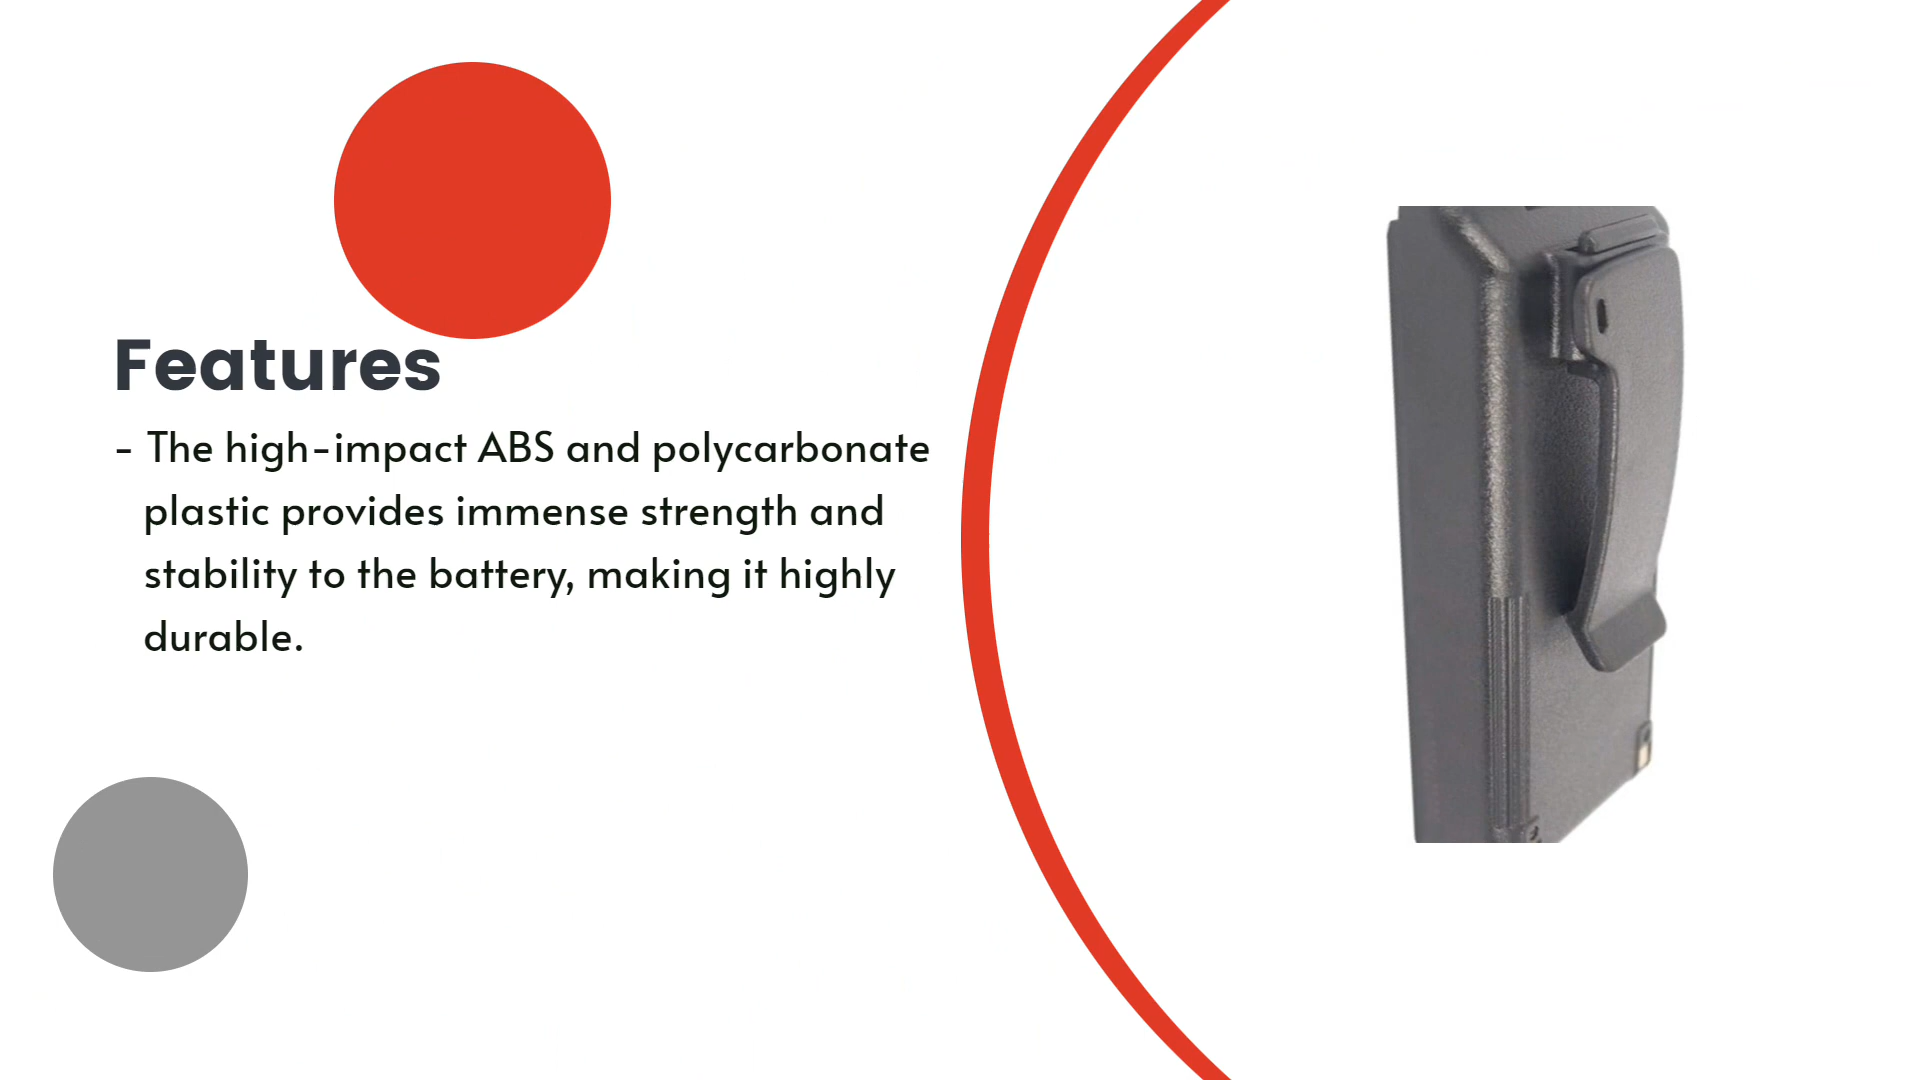 Features
- The high-impact ABS and polycarbonate
plastic provides immense strength and
stability to the battery, making it highly
durable.